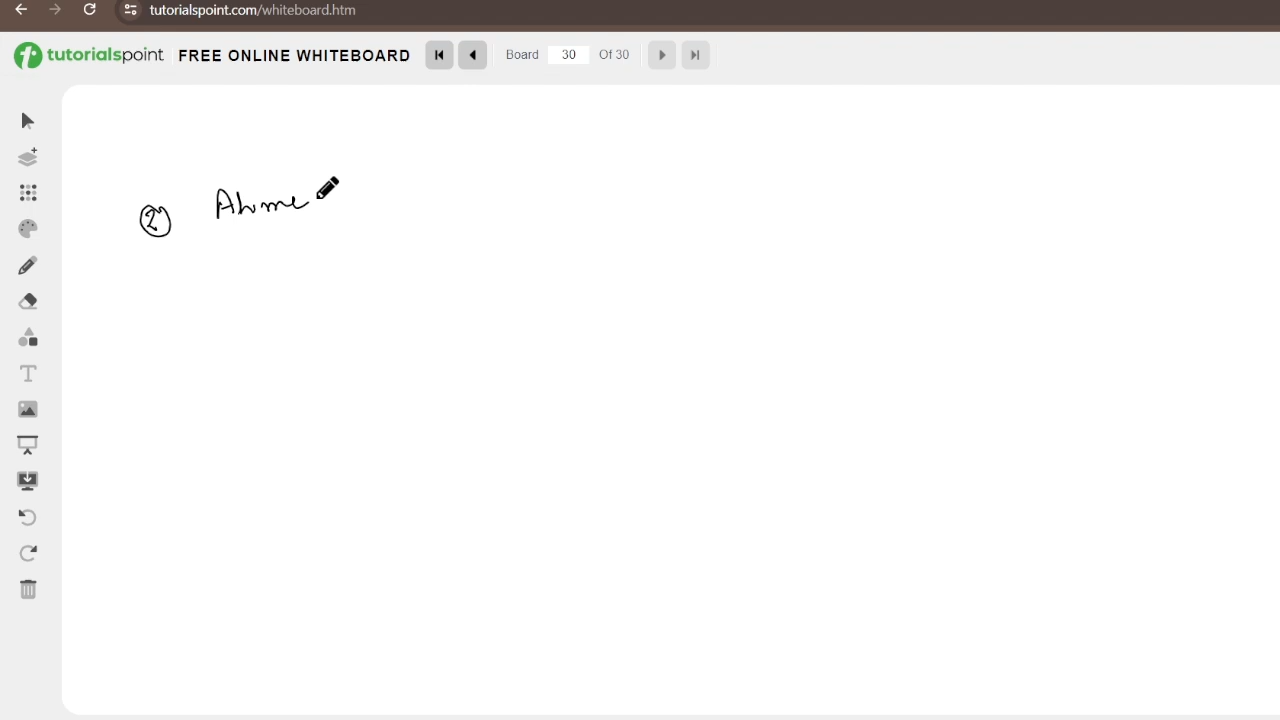 tutorialspoint.com/whiteboard.htm
tutorialspoint FREE ONLINE WHITEBOARD Board 30 Of 30
② Ahme